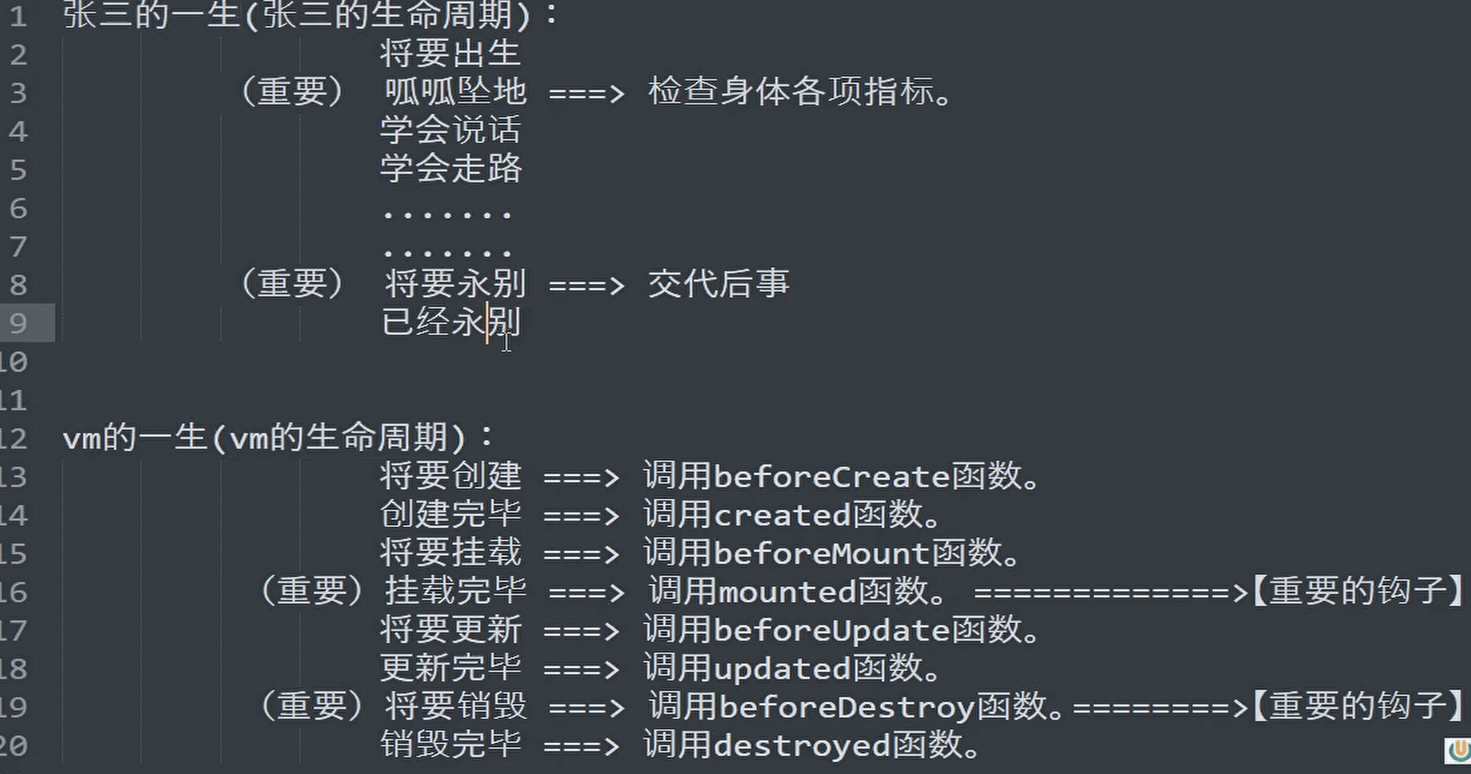 1 张三的一生(张三的生命周期)：
2 将要出生
3 （重要） 呱呱坠地 ===> 检查身体各项指标。
4 学会说话
5 学会走路
6 .......
7 .......
8 （重要） 将要永别 ===> 交代后事
9 已经永别
10
11
12 vm的一生(vm的生命周期)：
13 将要创建 ===> 调用beforeCreate函数。
14 创建完毕 ===> 调用created函数。
15 将要挂载 ===> 调用beforeMount函数。
16 （重要）挂载完毕 ===> 调用mounted函数。 =============>【重要的钩子】
17 将要更新 ===> 调用beforeUpdate函数。
18 更新完毕 ===> 调用updated函数。
19 （重要）将要销毁 ===> 调用beforeDestroy函数。========>【重要的钩子】
20 销毁完毕 ===> 调用destroyed函数。